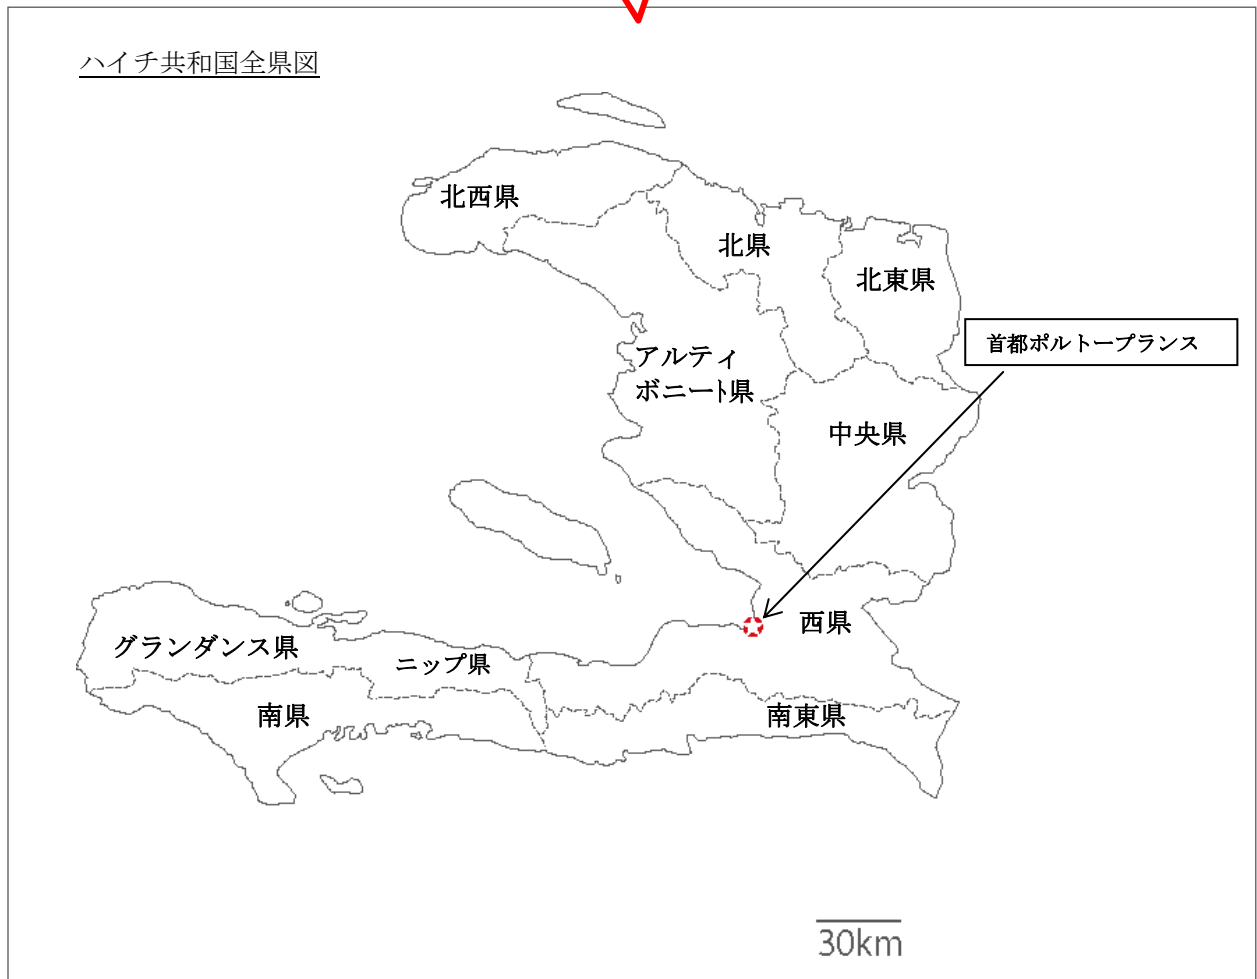 ハイチ共和国全県図
北西県
北県
北東県
首都ポルトープランス
アルティ
ボニート県
中央県
西県
グランダンス県
ニップ県
南県
南東県
30km